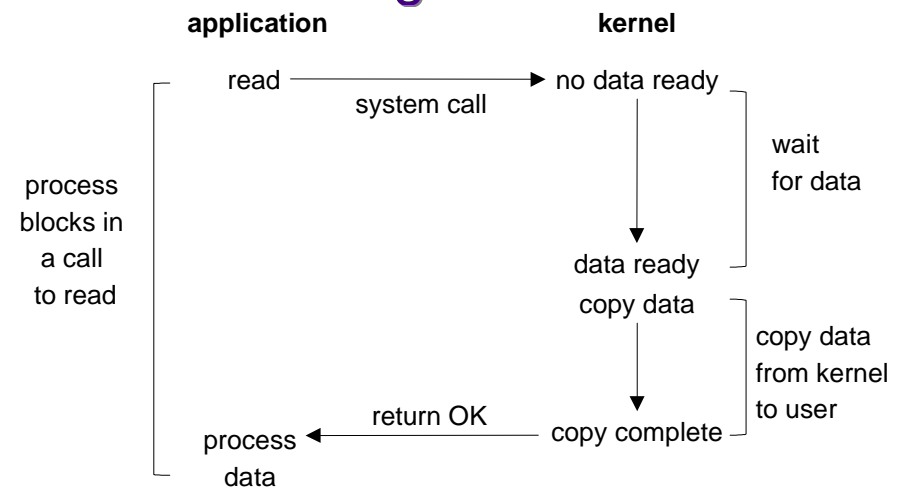 application
kernel
read
no data ready
system call
wait
for data
process
blocks in
a call
to read
data ready
copy data
copy data
from kernel
to user
return OK
copy complete
process
data